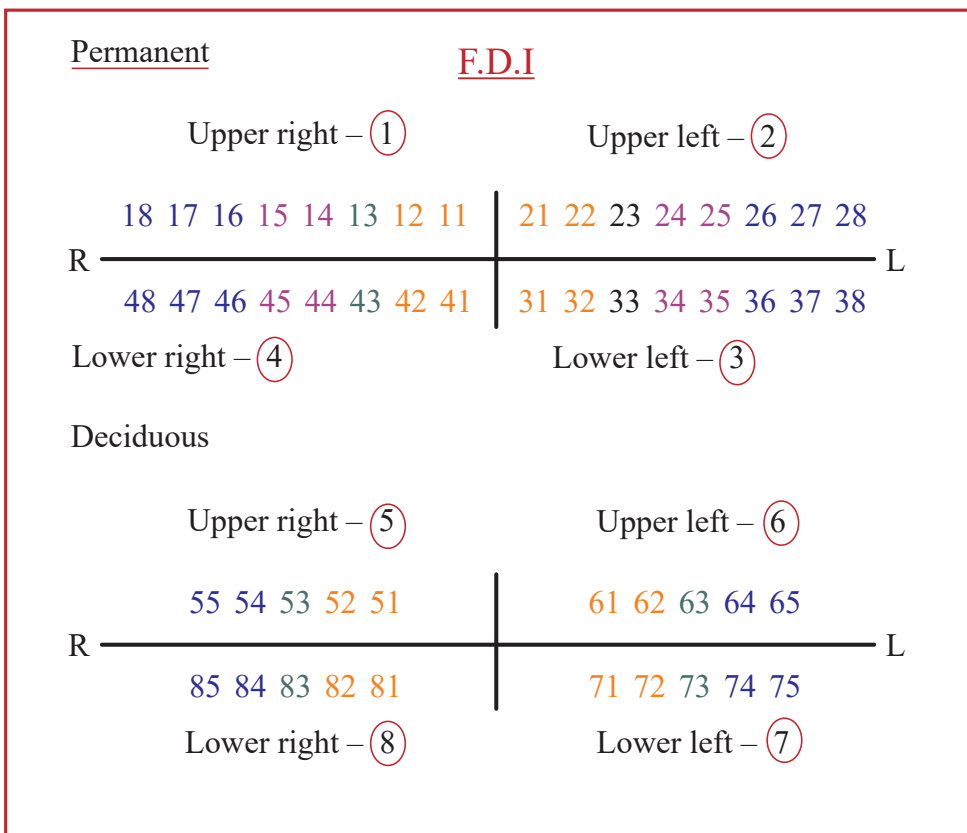 Permanent
F.D.I
Upper right – 1 Upper left – 2
18 17 16 15 14 13 12 11 21 22 23 24 25 26 27 28
R L
48 47 46 45 44 43 42 41 31 32 33 34 35 36 37 38
Lower right – 4 Lower left – 3
Deciduous
Upper right – 5 Upper left – 6
55 54 53 52 51 61 62 63 64 65
R L
85 84 83 82 81 71 72 73 74 75
Lower right – 8 Lower left – 7